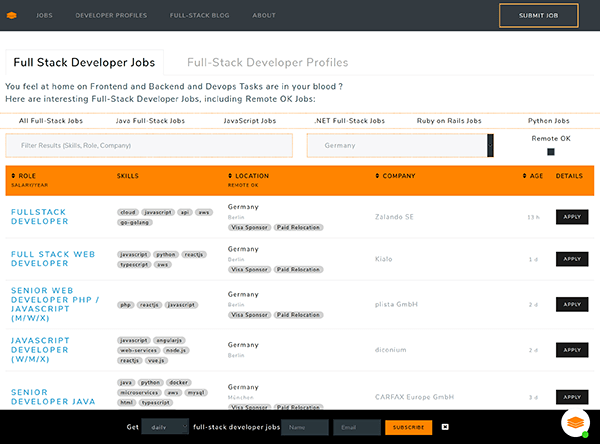 JOBS DEVELOPER PROFILES FULL-STACK BLOG ABOUT SUBMIT JOB
Full Stack Developer Jobs Full-Stack Developer Profiles
You feel at home on Frontend and Backend and Devops Tasks are in your blood ?
Here are interesting Full-Stack Developer Jobs, including Remote OK Jobs:
All Full-Stack Jobs Java Full-Stack Jobs JavaScript Jobs .NET Full-Stack Jobs Ruby on Rails Jobs Python Jobs
Filter Results (Skills, Role, Company) Germany Remote OK
ROLE SKILLS LOCATION COMPANY AGE DETAILS
SALARY/YEAR REMOTE OK
FULLSTACK DEVELOPER
cloud javascript api aws
go-golang
Germany
Berlin
Visa Sponsor Paid Relocation
Zalando SE
13 h
APPLY
FULL STACK WEB
DEVELOPER
javascript python reactjs
typescript aws
Germany
Berlin
Visa Sponsor Paid Relocation
Kialo
1 d
APPLY
SENIOR WEB
DEVELOPER PHP /
JAVASCRIPT
(M/W/X)
php reactjs javascript
Germany
Berlin
Visa Sponsor Paid Relocation
plista GmbH
2 d
APPLY
JAVASCRIPT
DEVELOPER
(W/M/X)
javascript angularjs
web-services node.js
reactjs vue.js
Germany
Berlin
diconium
2 d
APPLY
SENIOR
DEVELOPER JAVA
java python docker
microservices aws mysql
html typescript
Germany
München
Visa Sponsor Paid Relocation
CARFAX Europe GmbH
3 d
APPLY
Get daily full-stack developer jobs Name Email SUBSCRIBE